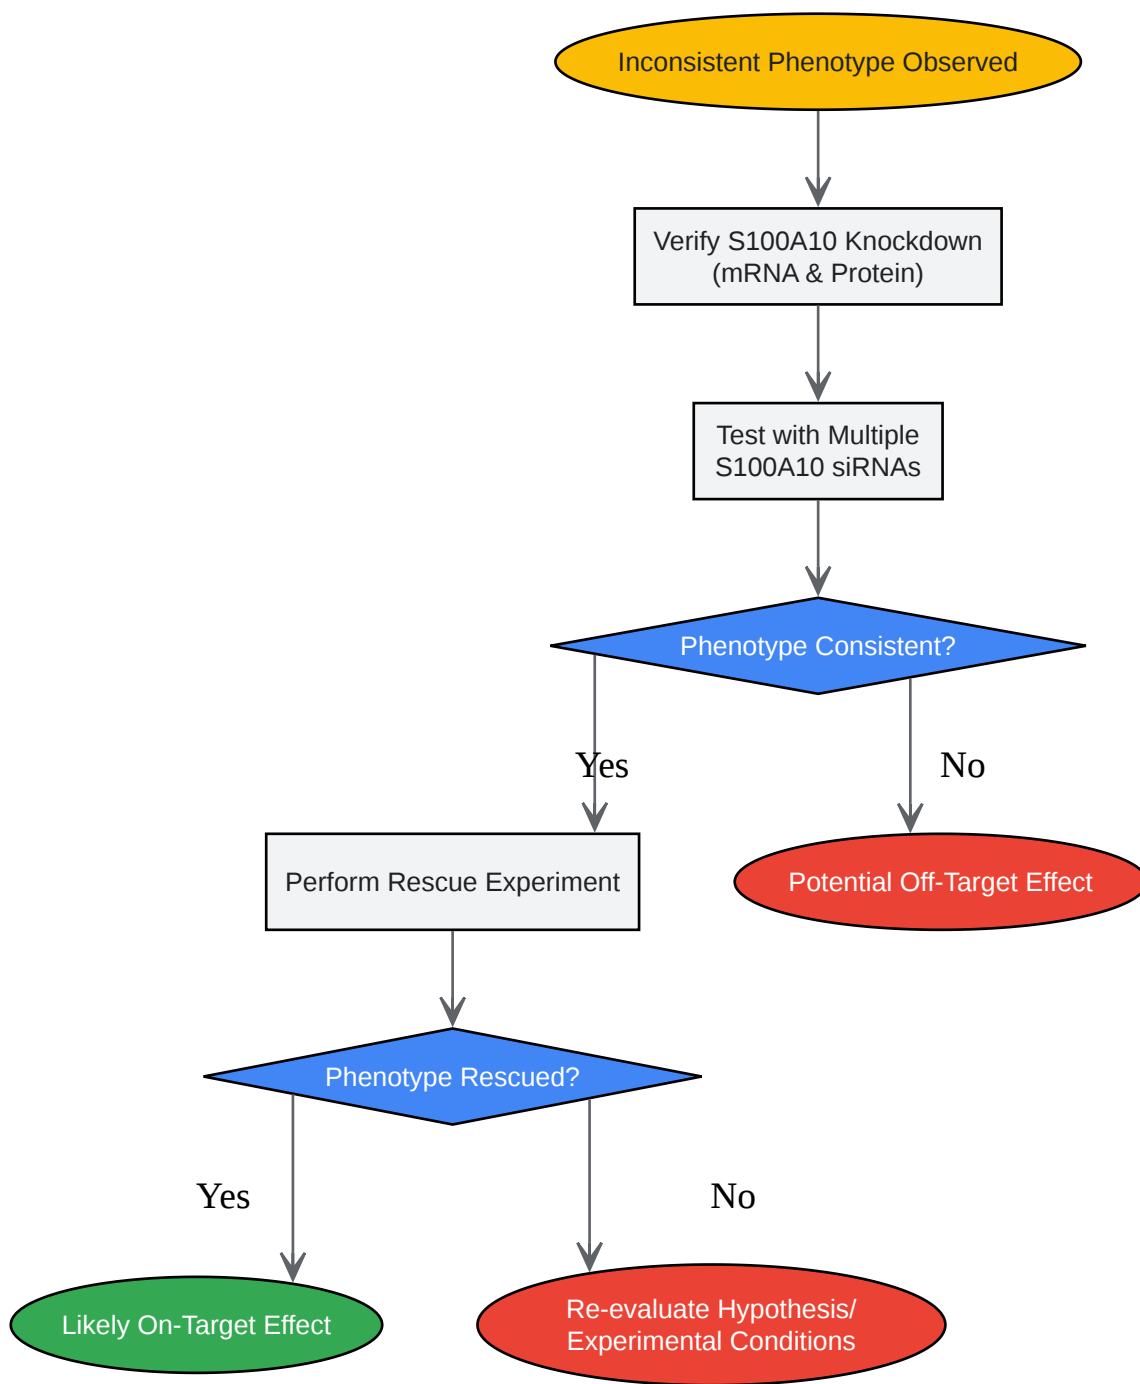 Inconsistent Phenotype Observed
Verify S100A10 Knockdown
(mRNA & Protein)
Test with Multiple
S100A10 siRNAs
Phenotype Consistent?
Yes
No
Perform Rescue Experiment
Potential Off-Target Effect
Phenotype Rescued?
Yes
No
Likely On-Target Effect
Re-evaluate Hypothesis/
Experimental Conditions